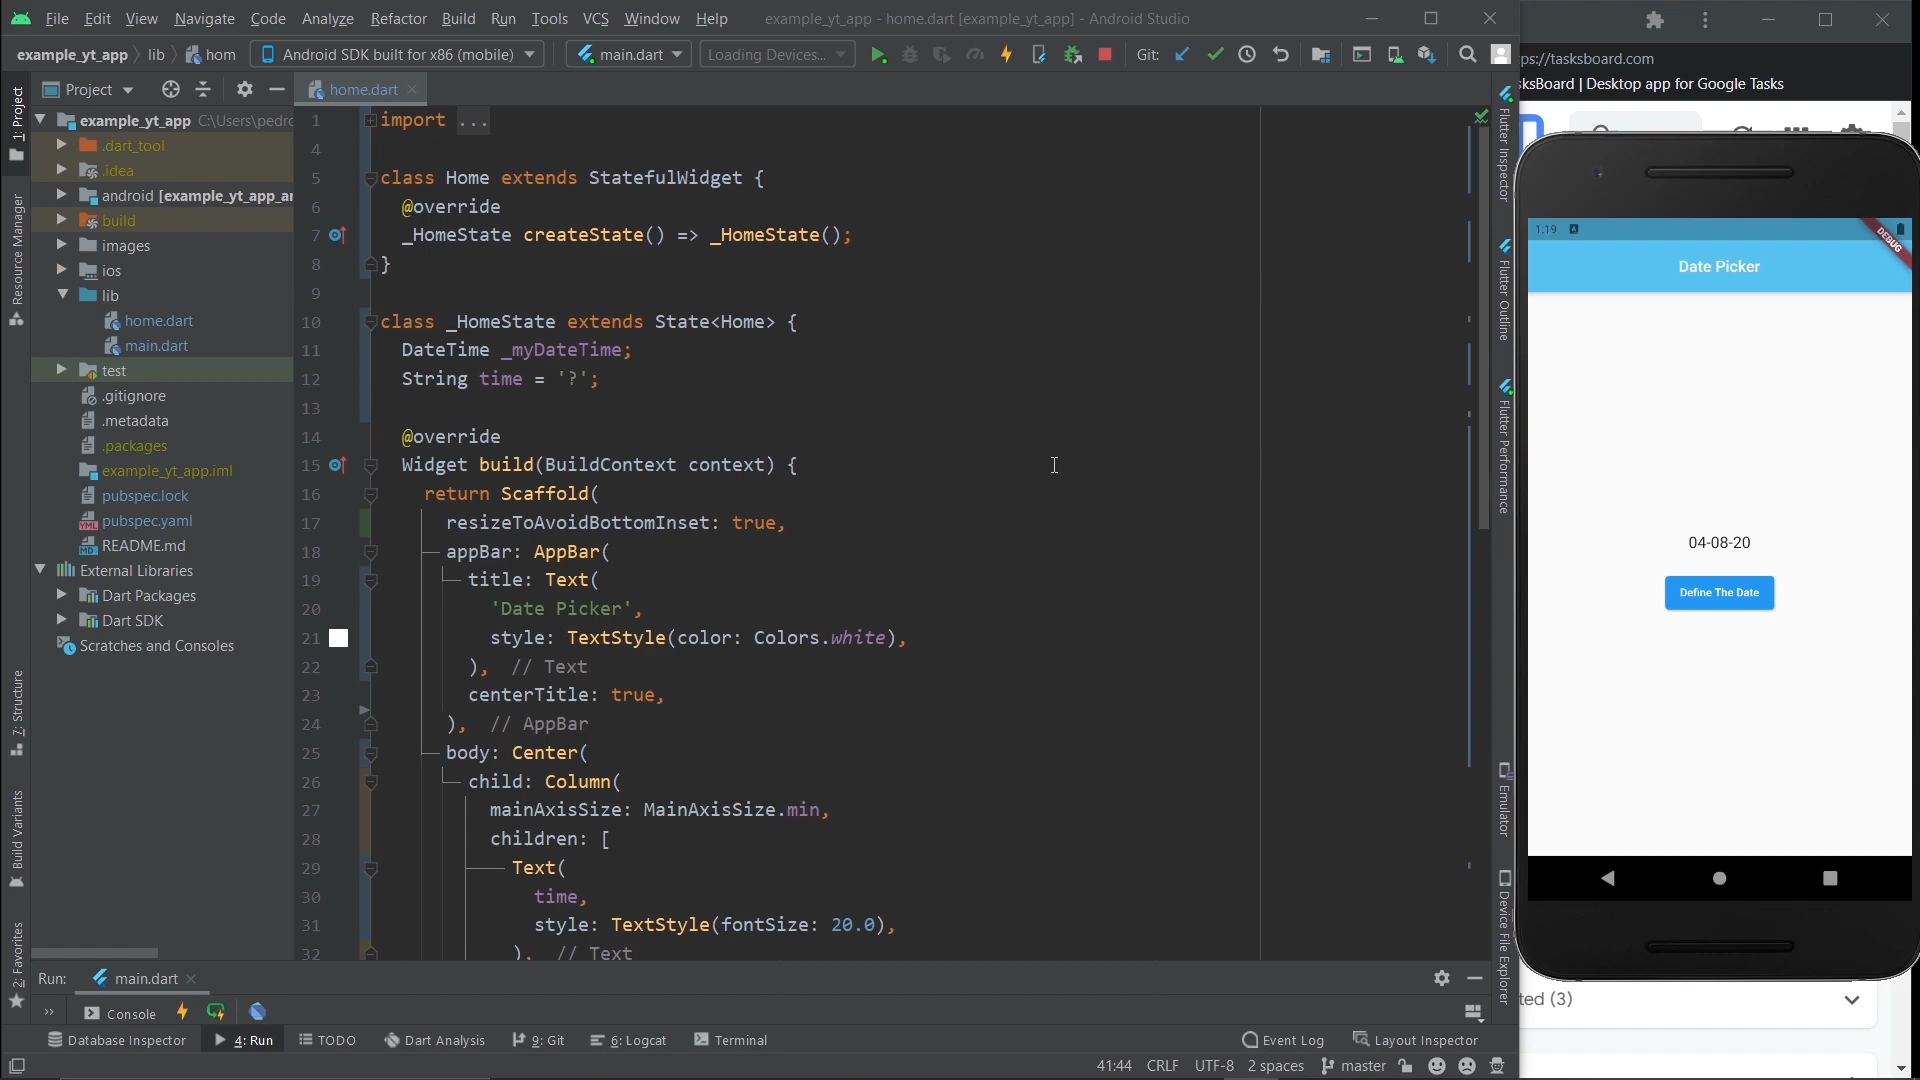 File Edit View Navigate Code Analyze Refactor Build Run Tools VCS Window Help example_yt_app - home.dart [example_yt_app] - Android Studio
example_yt_app lib hom Android SDK built for x86 (mobile) main.dart Loading Devices... Git:
ps://tasksboard.com
ksBoard | Desktop app for Google Tasks
1: Project
Resource Manager
7: Structure
Build Variants
2: Favorites
Project
home.dart
example_yt_app C:\Users\pedro
.dart_tool
.idea
android [example_yt_app_an
build
images
ios
lib
home.dart
main.dart
test
.gitignore
.metadata
.packages
example_yt_app.iml
pubspec.lock
pubspec.yaml
README.md
External Libraries
Dart Packages
Dart SDK
Scratches and Consoles
1 import ...
4
5 class Home extends StatefulWidget {
6 @override
7 _HomeState createState() => _HomeState();
8 }
9
10 class _HomeState extends State<Home> {
11 DateTime _myDateTime;
12 String time = '?';
13
14 @override
15 Widget build(BuildContext context) {
16 return Scaffold(
17 resizeToAvoidBottomInset: true,
18 appBar: AppBar(
19 title: Text(
20 'Date Picker',
21 style: TextStyle(color: Colors.white),
22 ), // Text
23 centerTitle: true,
24 ), // AppBar
25 body: Center(
26 child: Column(
27 mainAxisSize: MainAxisSize.min,
28 children: [
29 Text(
30 time,
31 style: TextStyle(fontSize: 20.0),
32 ), // Text
Flutter Inspector
Flutter Outline
Flutter Performance
Emulator
Device File Explorer
1:19
DEBUG
Date Picker
04-08-20
Define The Date
ted (3)
Run: main.dart
Console
Database Inspector 4: Run TODO Dart Analysis 9: Git 6: Logcat Terminal Event Log Layout Inspector
41:44 CRLF UTF-8 2 spaces master